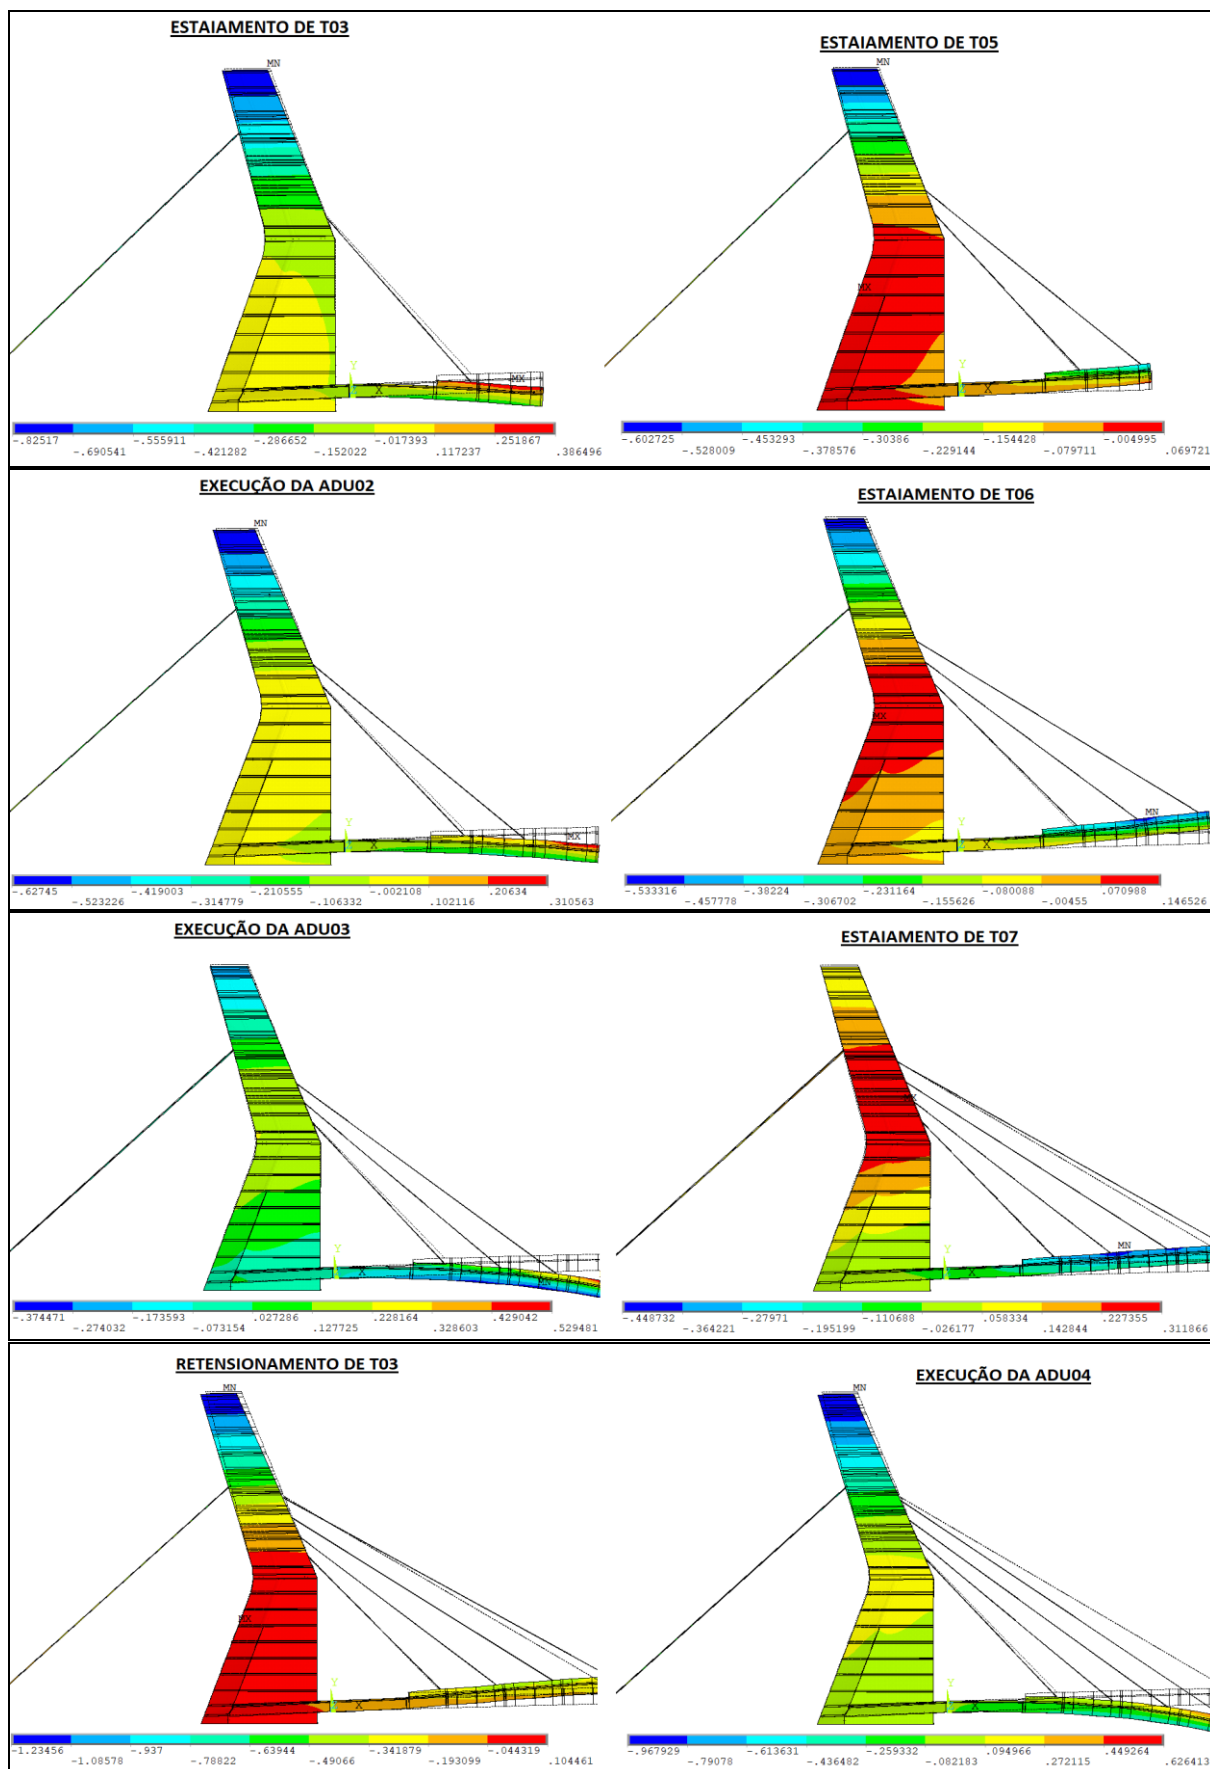 ESTAIAMENTO DE T03
MN
Y
X
MX
-.82517 -.555911 -.286652 -.017393 .251867
-.690541 -.421282 -.152022 .117237 .386496
ESTAIAMENTO DE T05
MN
MX
Y
X
-.602725 -.453293 -.30386 -.154428 -.004995
-.528009 -.378576 -.229144 -.079711 .069721
EXECUÇÃO DA ADU02
MN
Y
X
MX
-.62745 -.419003 -.210555 -.002108 .20634
-.523226 -.314779 -.106332 .102116 .310563
ESTAIAMENTO DE T06
MX
MN
Y
X
-.533316 -.38224 -.231164 -.080088 .070988
-.457778 -.306702 -.155626 -.00455 .146526
EXECUÇÃO DA ADU03
Y
X
MN
-.374471 -.173593 .027286 .228164 .429042
-.274032 -.073154 .127725 .328603 .529481
ESTAIAMENTO DE T07
MX
MN
Y
X
-.448732 -.27971 -.110688 .058334 .227355
-.364221 -.195199 -.026177 .142844 .311866
RETENSIONAMENTO DE T03
MN
MX
Y
X
-1.23456 -.937 -.63944 -.341879 -.044319
-1.08578 -.78822 -.49066 -.193099 .104461
EXECUÇÃO DA ADU04
MN
Y
X
-.967929 -.613631 -.259332 .094966 .449264
-.79078 -.436482 -.082183 .272115 .626413